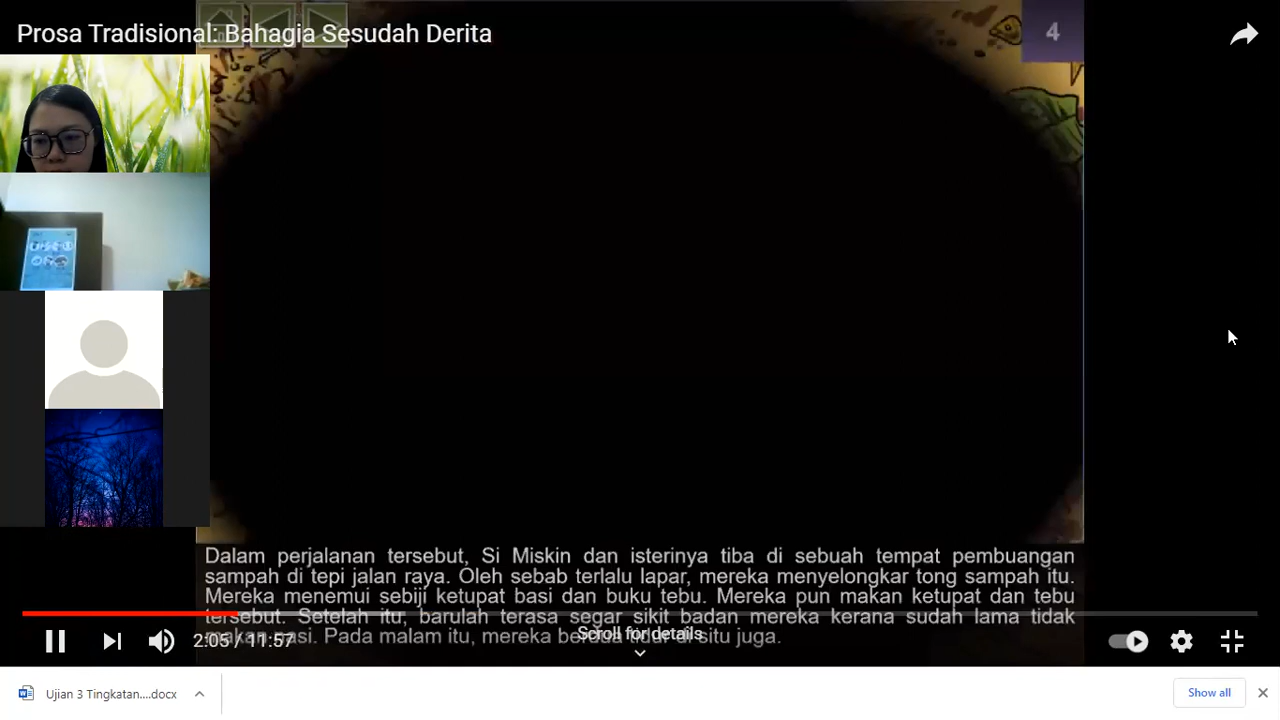 Prosa Tradisional: Bahagia Sesudah Derita
4
Dalam perjalanan tersebut, Si Miskin dan isterinya tiba di sebuah tempat pembuangan
sampah di tepi jalan raya. Oleh sebab terlalu lapar, mereka menyelongkar tong sampah itu.
Mereka menemui sebiji ketupat basi dan buku tebu. Mereka pun makan ketupat dan tebu
tersebut. Setelah itu, barulah terasa segar sikit badan mereka kerana sudah lama tidak
makan nasi. Pada malam itu, mereka berdua tidur di situ juga.
Scroll for details
2:05 / 11:57
Ujian 3 Tingkatan....docx
Show all